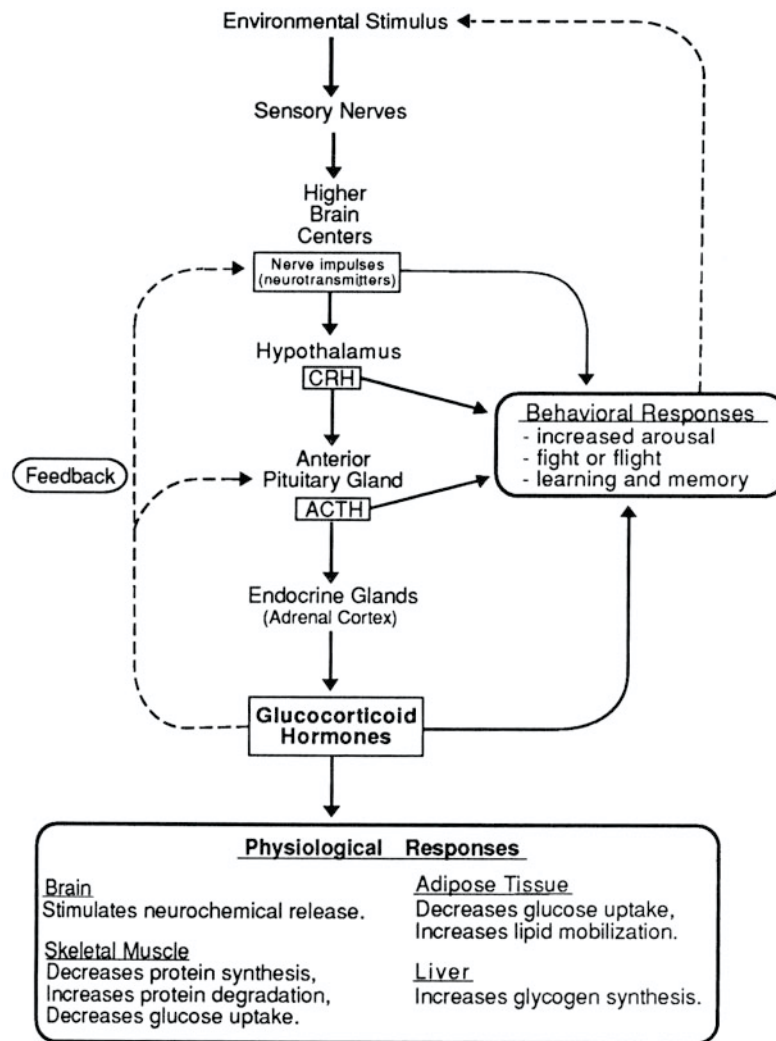 Environmental Stimulus
Sensory Nerves
Higher
Brain
Centers
Nerve impulses
(neurotransmitters)
Hypothalamus
CRH
Behavioral Responses
- increased arousal
- fight or flight
- learning and memory
Feedback
Anterior
Pituitary Gland
ACTH
Endocrine Glands
(Adrenal Cortex)
Glucocorticoid
Hormones
Physiological Responses
Brain
Stimulates neurochemical release.
Skeletal Muscle
Decreases protein synthesis,
Increases protein degradation,
Decreases glucose uptake.
Adipose Tissue
Decreases glucose uptake,
Increases lipid mobilization.
Liver
Increases glycogen synthesis.